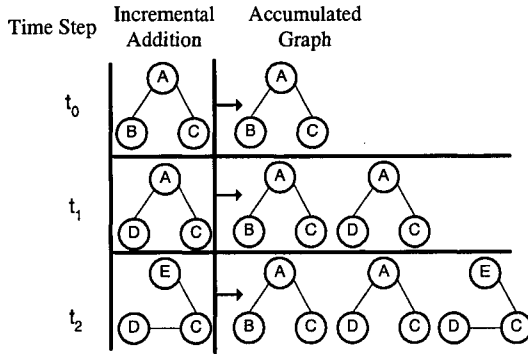 Time Step
Incremental
Addition
Accumulated
Graph
t0
A
B C
A
B C
t1
A
D C
A
B C
A
D C
t2
E
D C
A
B C
A
D C
E
D C